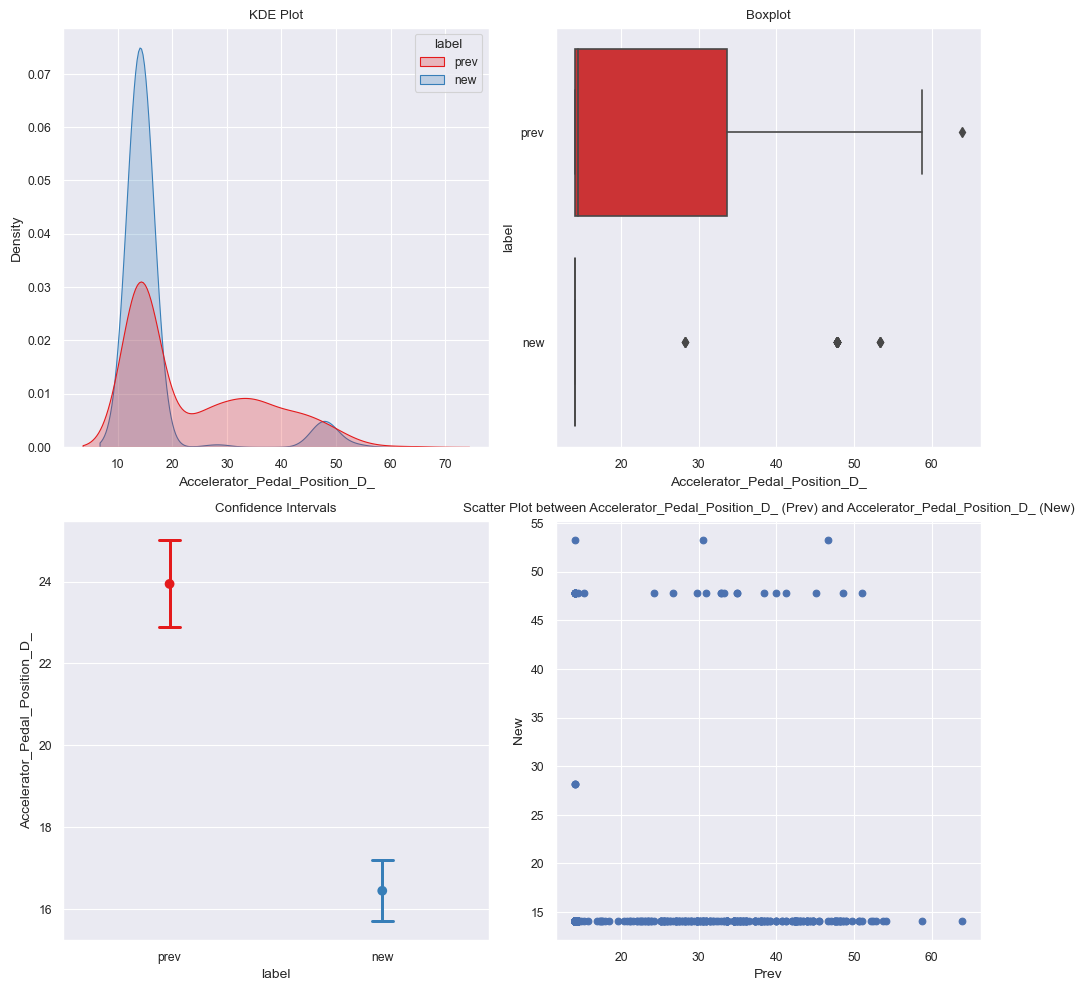 KDE Plot
label
prev
new
0.07
0.06
0.05
0.04
0.03
0.02
0.01
0.00
Density
10 20 30 40 50 60 70
Accelerator_Pedal_Position_D_
Boxplot
prev
new
label
20 30 40 50 60
Accelerator_Pedal_Position_D_
Confidence Intervals
24
22
20
18
16
Accelerator_Pedal_Position_D_
prev new
label
Scatter Plot between Accelerator_Pedal_Position_D_ (Prev) and Accelerator_Pedal_Position_D_ (New)
55
50
45
40
35
30
25
20
15
New
20 30 40 50 60
Prev